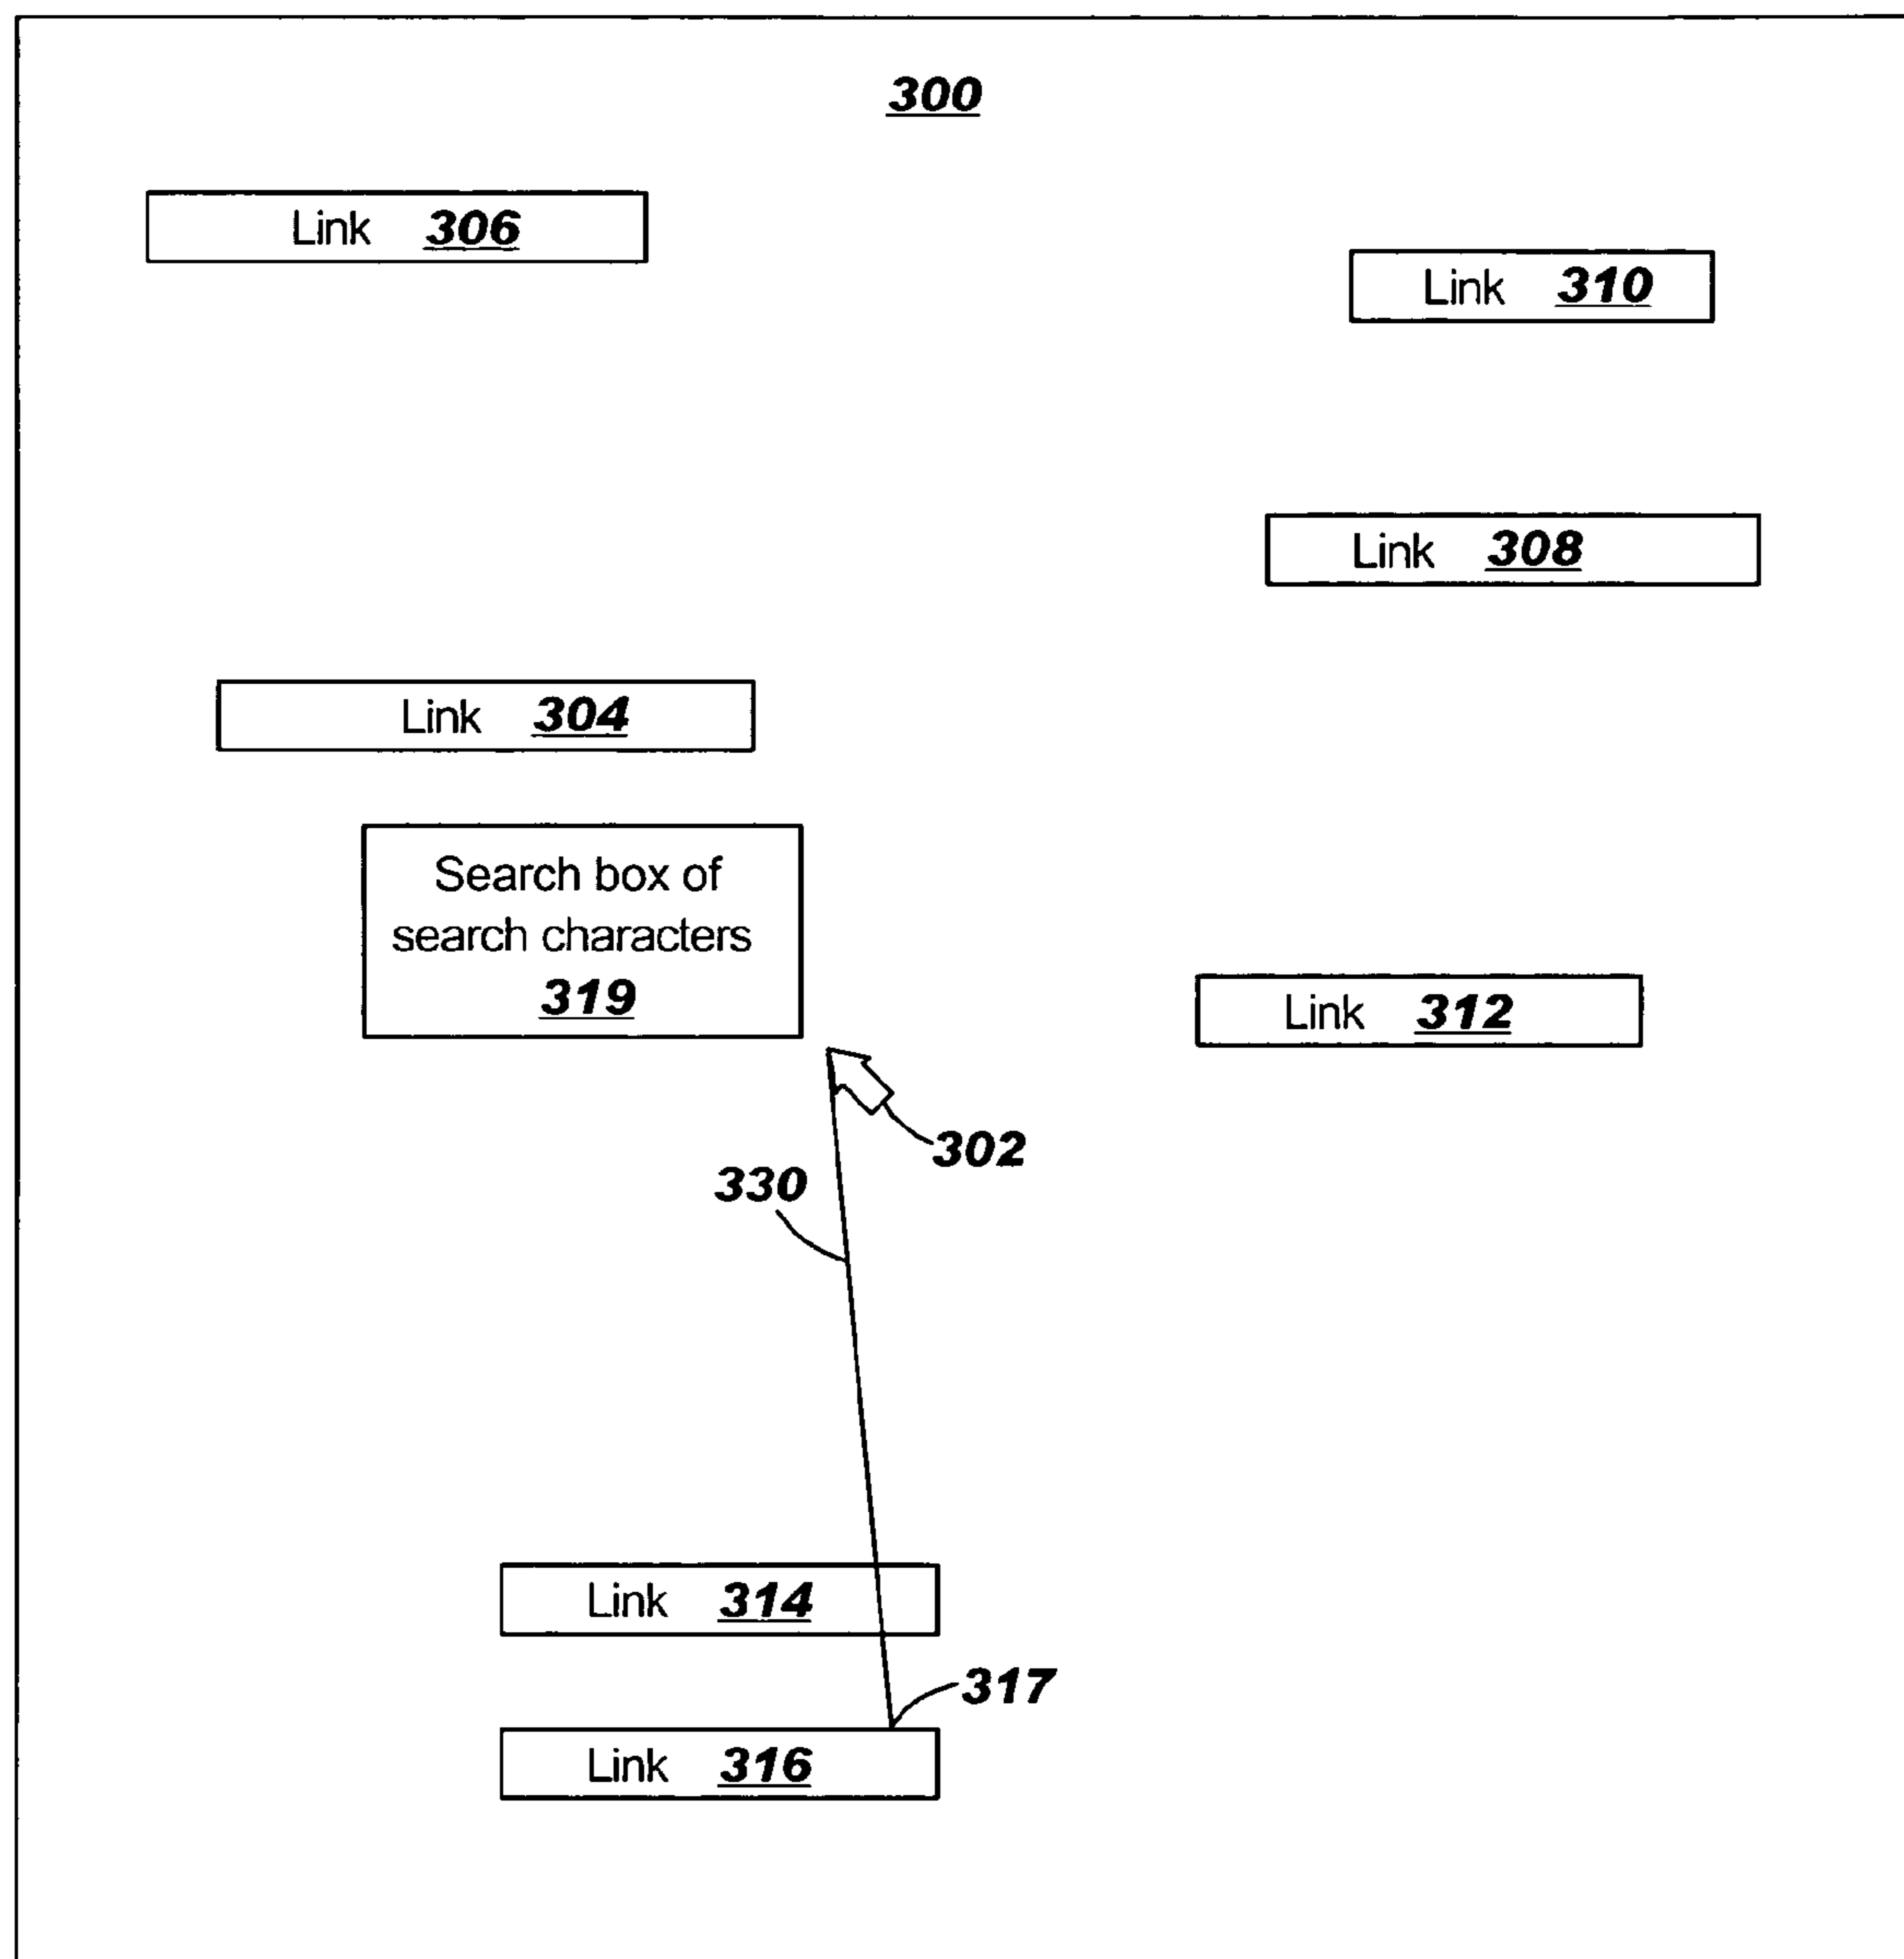 300
Link 306
Link 310
Link 308
Link 304
Search box of
search characters
319
Link 312
302
330
Link 314
317
Link 316